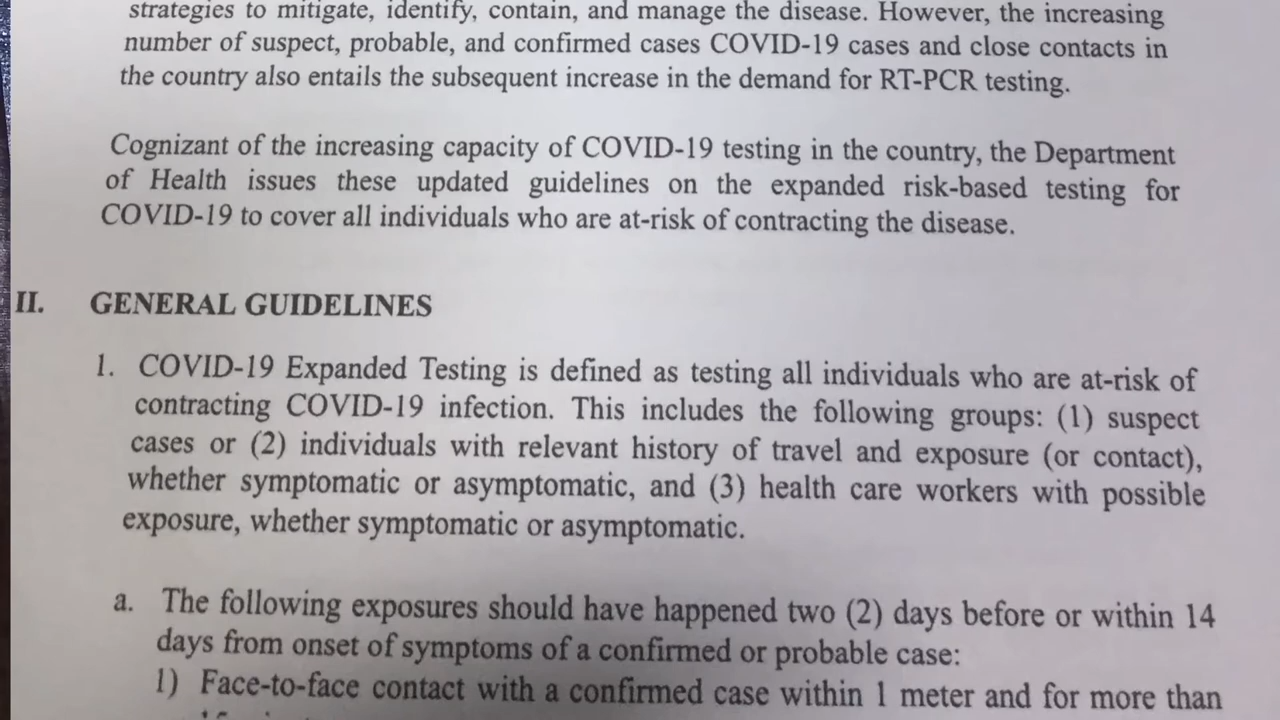 strategies to mitigate, identify, contain, and manage the disease. However, the increasing
number of suspect, probable, and confirmed cases COVID-19 cases and close contacts in
the country also entails the subsequent increase in the demand for RT-PCR testing.
Cognizant of the increasing capacity of COVID-19 testing in the country, the Department
of Health issues these updated guidelines on the expanded risk-based testing for
COVID-19 to cover all individuals who are at-risk of contracting the disease.
II. GENERAL GUIDELINES
1. COVID-19 Expanded Testing is defined as testing all individuals who are at-risk of
contracting COVID-19 infection. This includes the following groups: (1) suspect
cases or (2) individuals with relevant history of travel and exposure (or contact),
whether symptomatic or asymptomatic, and (3) health care workers with possible
exposure, whether symptomatic or asymptomatic.
a. The following exposures should have happened two (2) days before or within 14
days from onset of symptoms of a confirmed or probable case:
1) Face-to-face contact with a confirmed case within 1 meter and for more than